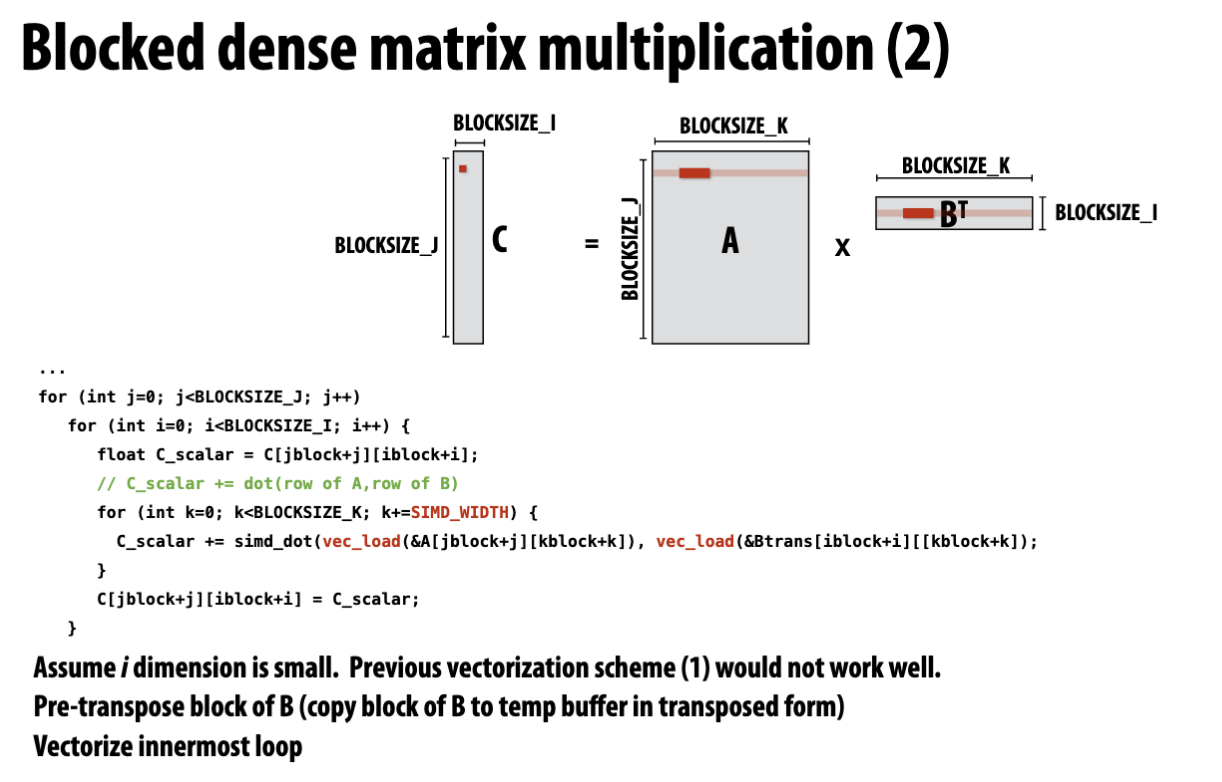 Blocked dense matrix multiplication (2)
BLOCKSIZE_I
BLOCKSIZE_J
C
=
BLOCKSIZE_K
BLOCKSIZE_J
A
x
BLOCKSIZE_K
Bᵀ
BLOCKSIZE_I
...
for (int j=0; j<BLOCKSIZE_J; j++)
for (int i=0; i<BLOCKSIZE_I; i++) {
float C_scalar = C[jblock+j][iblock+i];
// C_scalar += dot(row of A,row of B)
for (int k=0; k<BLOCKSIZE_K; k+=SIMD_WIDTH) {
C_scalar += simd_dot(vec_load(&A[jblock+j][kblock+k]), vec_load(&Btrans[iblock+i][[kblock+k]);
}
C[jblock+j][iblock+i] = C_scalar;
}
Assume i dimension is small. Previous vectorization scheme (1) would not work well.
Pre-transpose block of B (copy block of B to temp buffer in transposed form)
Vectorize innermost loop